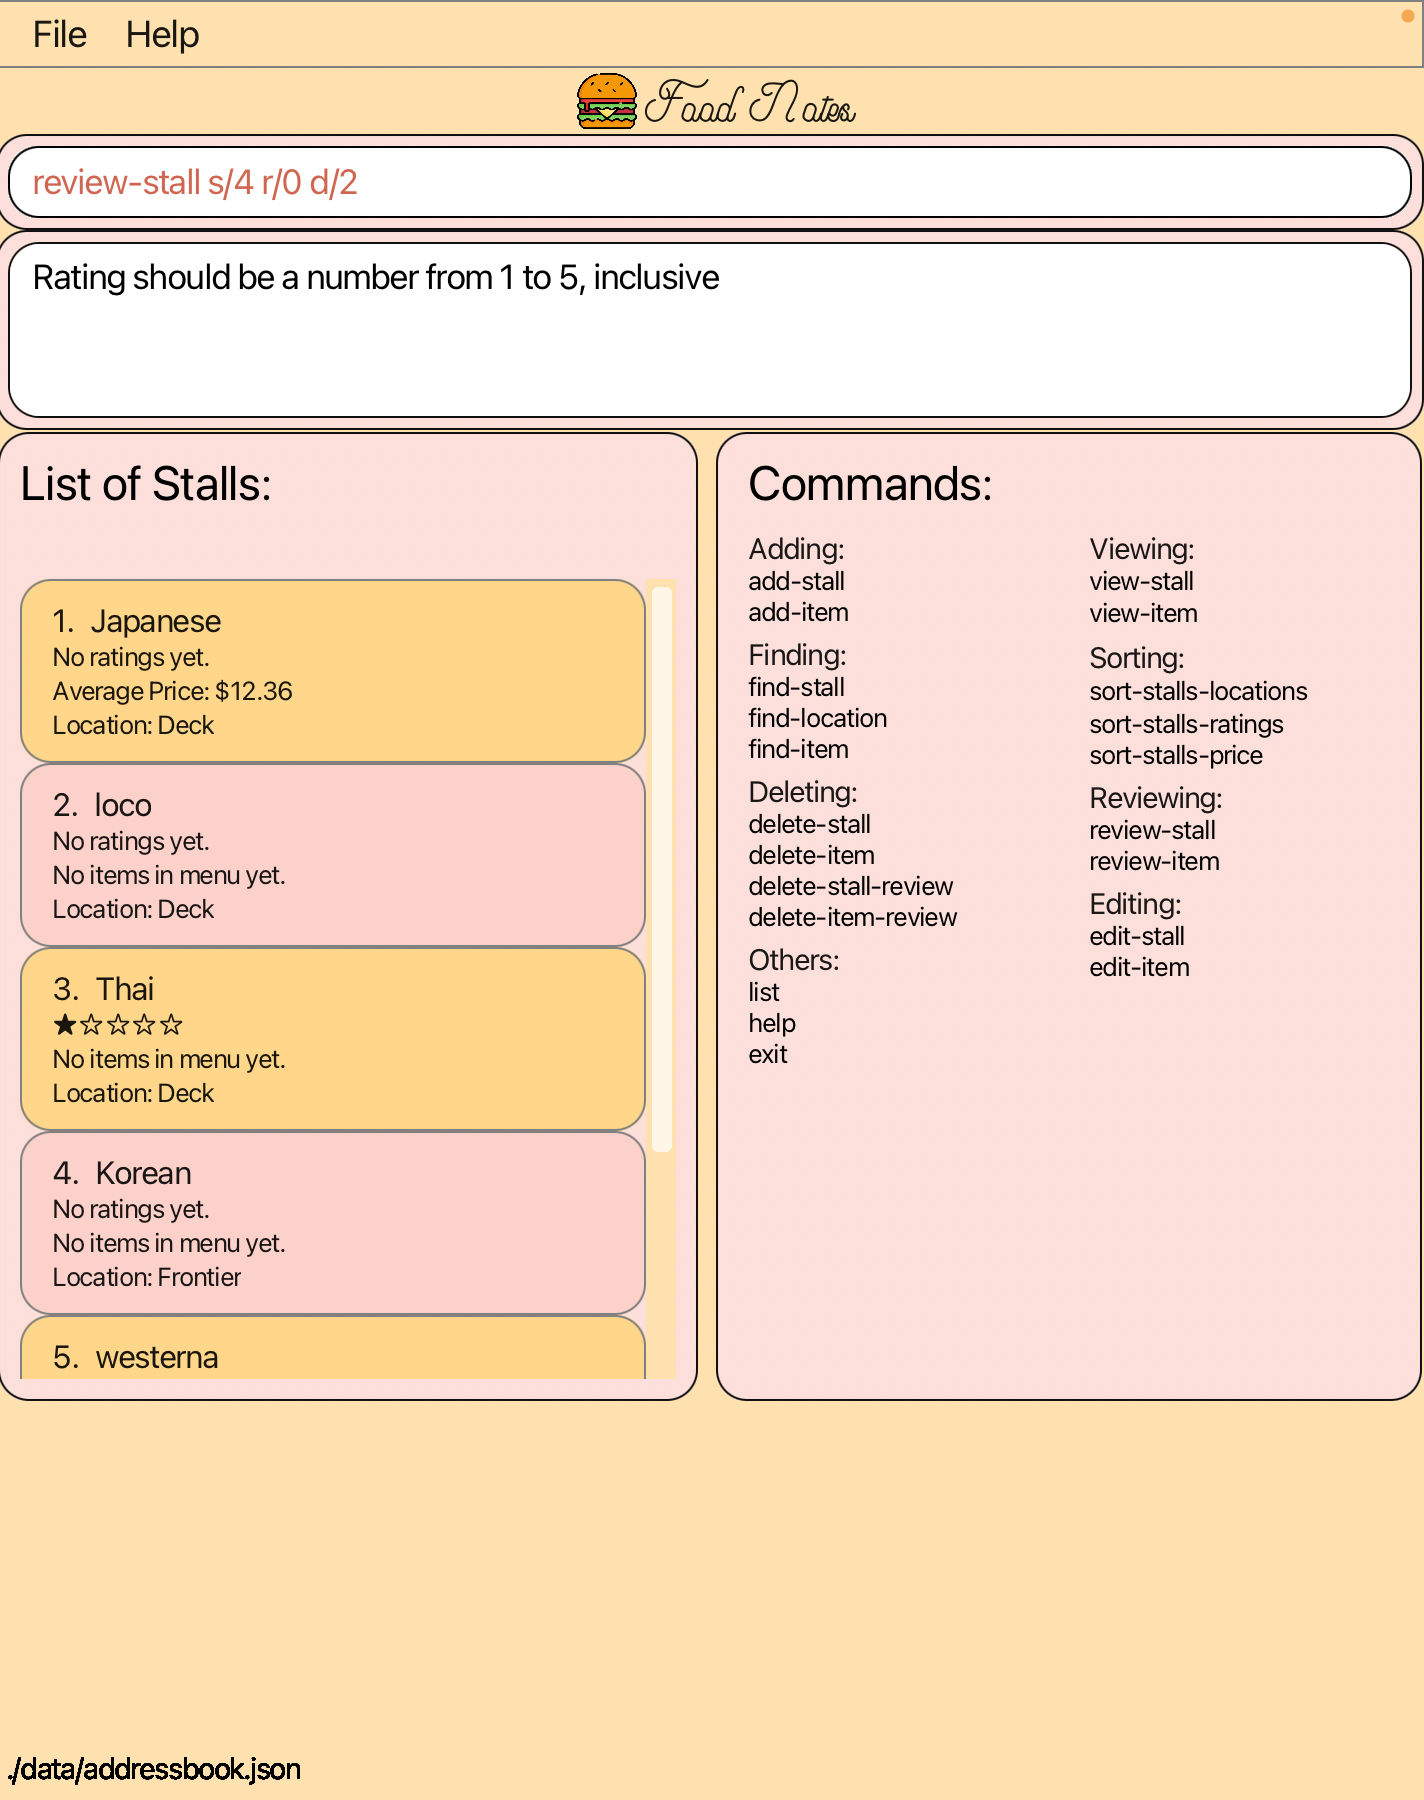 File Help
Food Notes
review-stall s/4 r/0 d/2
Rating should be a number from 1 to 5, inclusive
List of Stalls:
1. Japanese
No ratings yet.
Average Price: $12.36
Location: Deck
2. loco
No ratings yet.
No items in menu yet.
Location: Deck
3. Thai
★☆☆☆☆
No items in menu yet.
Location: Deck
4. Korean
No ratings yet.
No items in menu yet.
Location: Frontier
5. westerna
Commands:
Adding:
add-stall
add-item
Finding:
find-stall
find-location
find-item
Deleting:
delete-stall
delete-item
delete-stall-review
delete-item-review
Others:
list
help
exit
Viewing:
view-stall
view-item
Sorting:
sort-stalls-locations
sort-stalls-ratings
sort-stalls-price
Reviewing:
review-stall
review-item
Editing:
edit-stall
edit-item
./data/addressbook.json